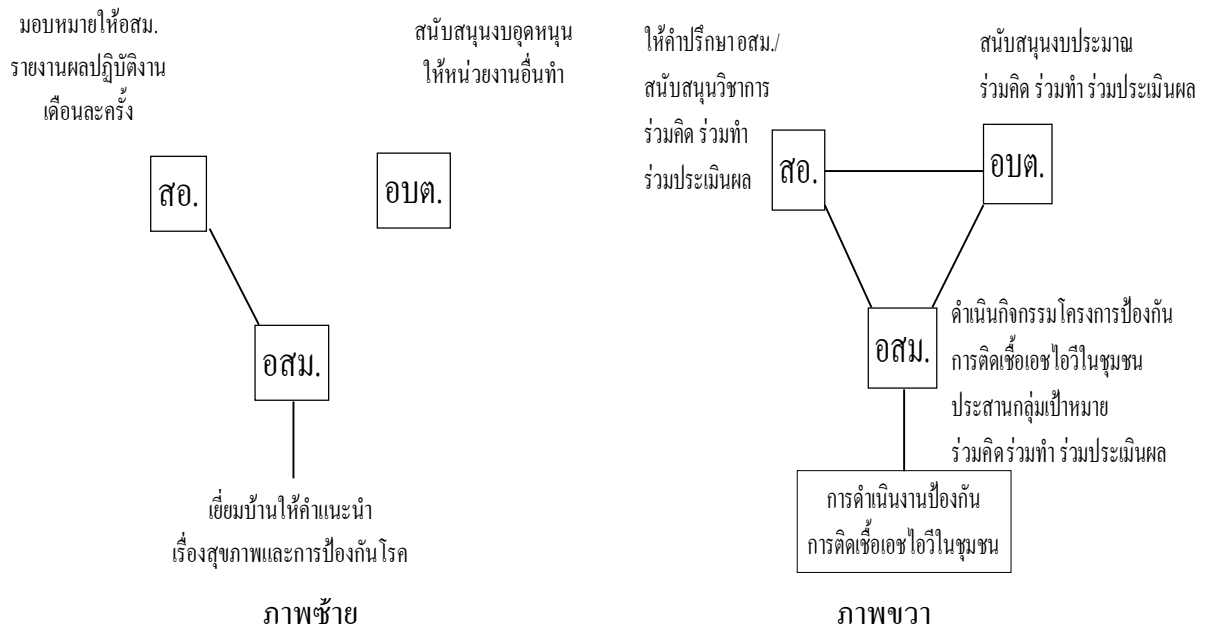 มอบหมายให้อสม.
รายงานผลปฏิบัติงาน
เดือนละครั้ง
สนับสนุนงบอุดหนุน
ให้หน่วยงานอื่นทำ
สอ.
อบต.
อสม.
เยี่ยมบ้านให้คำแนะนำ
เรื่องสุขภาพและการป้องกันโรค
ภาพซ้าย
ให้คำปรึกษา อสม./
สนับสนุนวิชาการ
ร่วมคิด ร่วมทำ
ร่วมประเมินผล
สนับสนุนงบประมาณ
ร่วมคิด ร่วมทำ ร่วมประเมินผล
สอ.
อบต.
อสม.
ดำเนินกิจกรรมโครงการป้องกัน
การติดเชื้อเอชไอวีในชุมชน
ประสานกลุ่มเป้าหมาย
ร่วมคิด ร่วมทำ ร่วมประเมินผล
การดำเนินงานป้องกัน
การติดเชื้อเอชไอวีในชุมชน
ภาพขวา